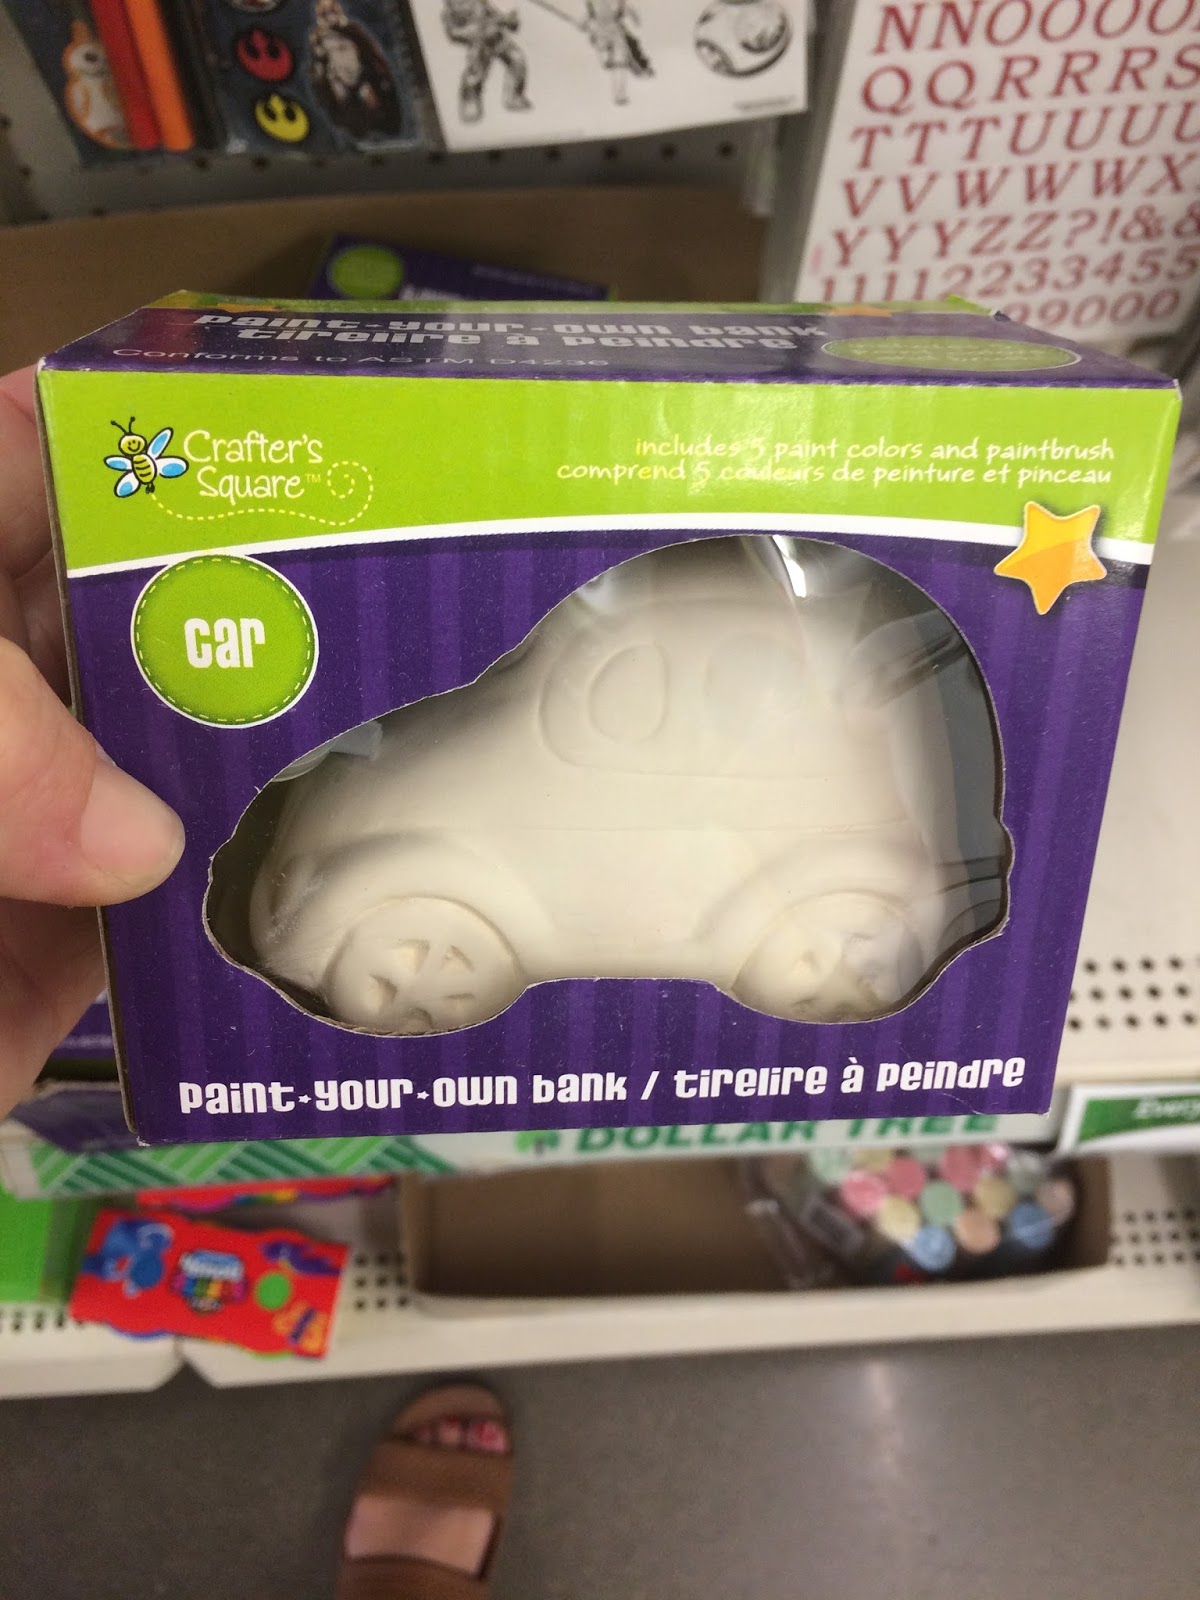 NNOOOO
QQRRRS
TTTUUUU
VVWWWX
YYYZZ?!&&
11112233455
99000
paint-your-own bank
tirelire à peindre
Conforms to ASTM D4236
Crafter's
Square™
includes 5 paint colors and paintbrush
comprend 5 couleurs de peinture et pinceau
car
paint★your★own bank / tirelire à peindre
DOLLAR TREE